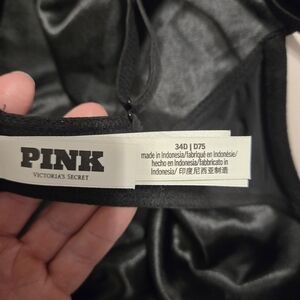 PINK
VICTORIA'S SECRET
34D | D75
made in Indonesia/fabriqué en Indonésie/
hecho en Indonesia/fabbricato in
Indonesia/ 印度尼西亚制造